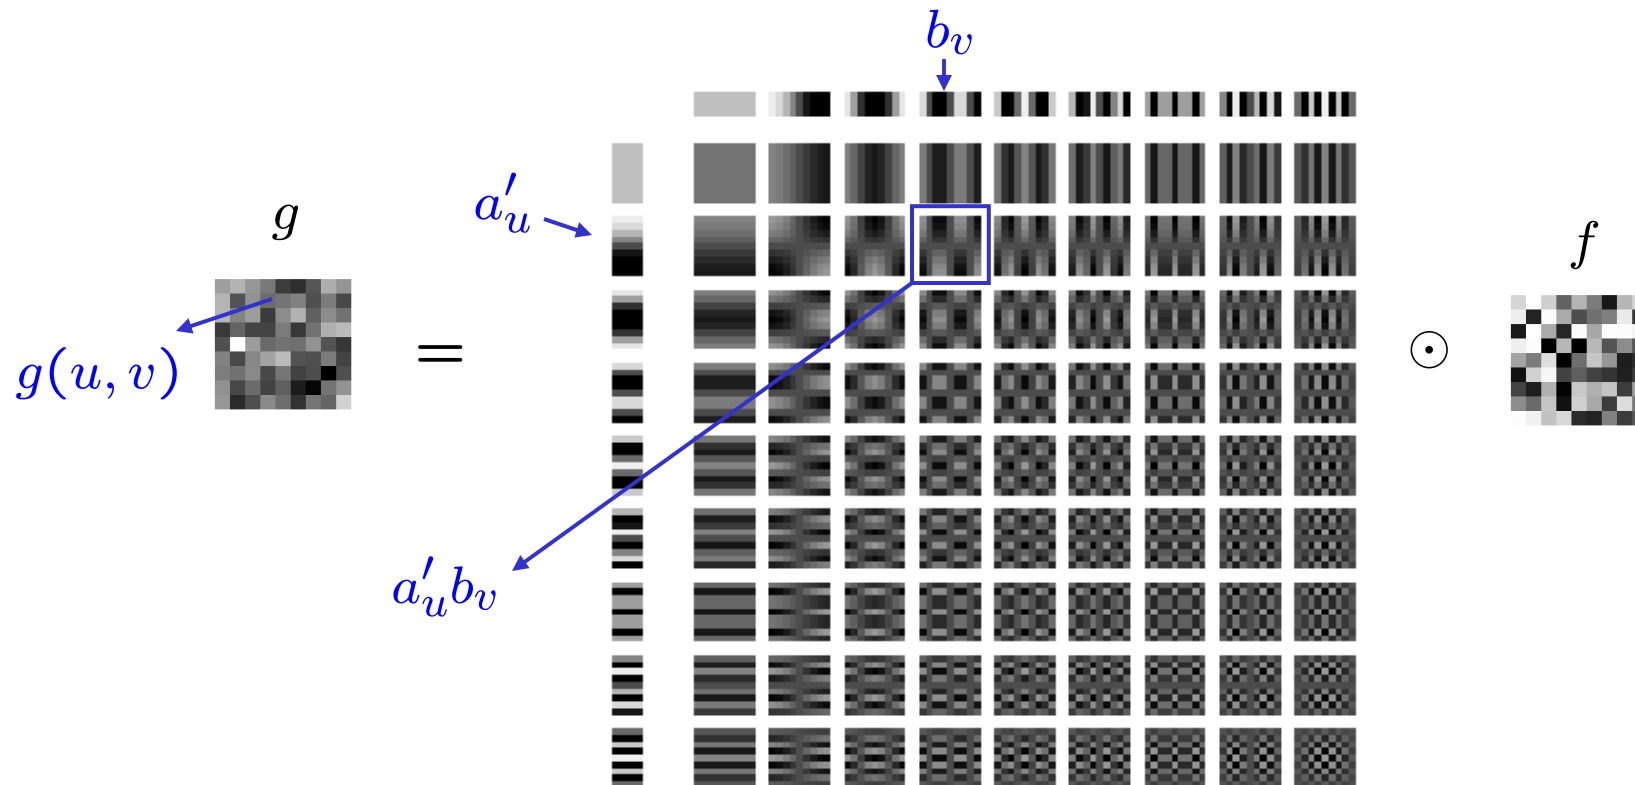 b_v
a'_u
g
f
g(u, v)
=
⊙
a'_u b_v